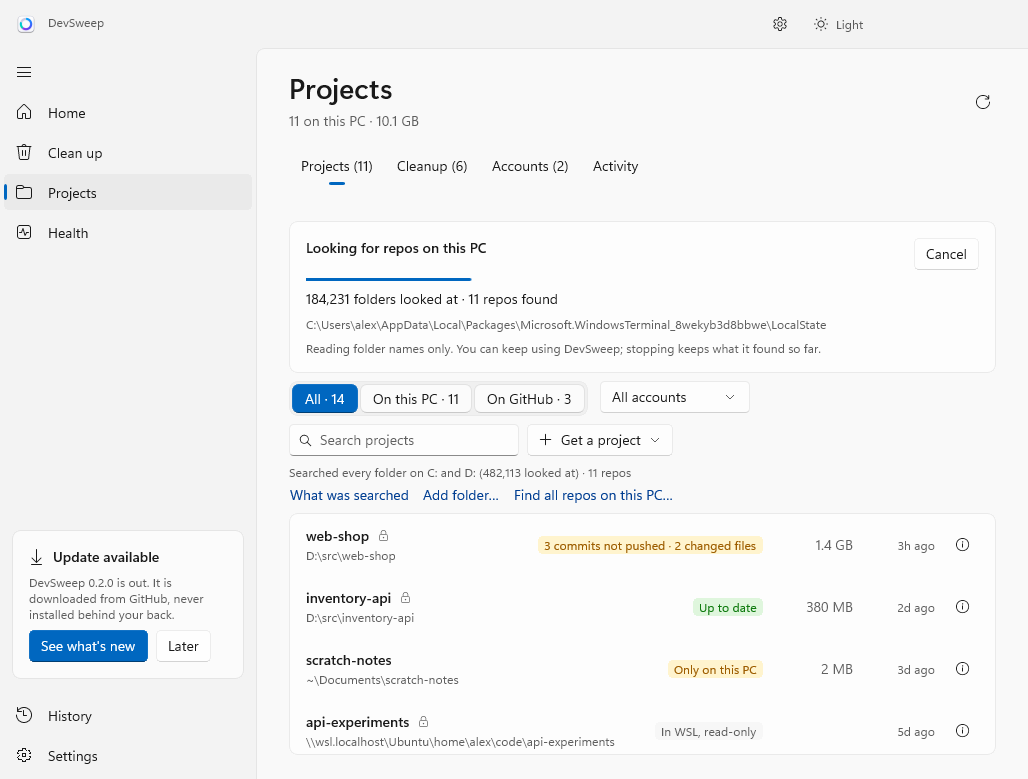 DevSweep
Light
Home
Clean up
Projects
Health
Update available
DevSweep 0.2.0 is out. It is
downloaded from GitHub, never
installed behind your back.
See what's new
Later
History
Settings
Projects
11 on this PC · 10.1 GB
Projects (11)
Cleanup (6)
Accounts (2)
Activity
Looking for repos on this PC
Cancel
184,231 folders looked at · 11 repos found
C:\Users\alex\AppData\Local\Packages\Microsoft.WindowsTerminal_8wekyb3d8bbwe\LocalState
Reading folder names only. You can keep using DevSweep; stopping keeps what it found so far.
All · 14
On this PC · 11
On GitHub · 3
All accounts
Search projects
Get a project
Searched every folder on C: and D: (482,113 looked at) · 11 repos
What was searched
Add folder...
Find all repos on this PC...
web-shop
D:\src\web-shop
3 commits not pushed · 2 changed files
1.4 GB
3h ago
inventory-api
D:\src\inventory-api
Up to date
380 MB
2d ago
scratch-notes
~\Documents\scratch-notes
Only on this PC
2 MB
3d ago
api-experiments
\\wsl.localhost\Ubuntu\home\alex\code\api-experiments
In WSL, read-only
5d ago